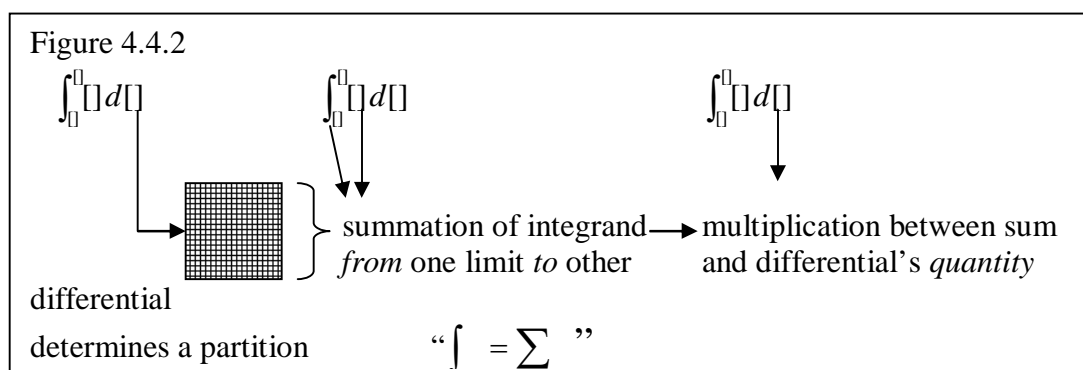 Figure 4.4.2
∫[][] []d[] ∫[][] []d[] ∫[][] []d[]
summation of integrand multiplication between sum
from one limit to other and differential’s quantity
differential
determines a partition “∫ = ∑ ”